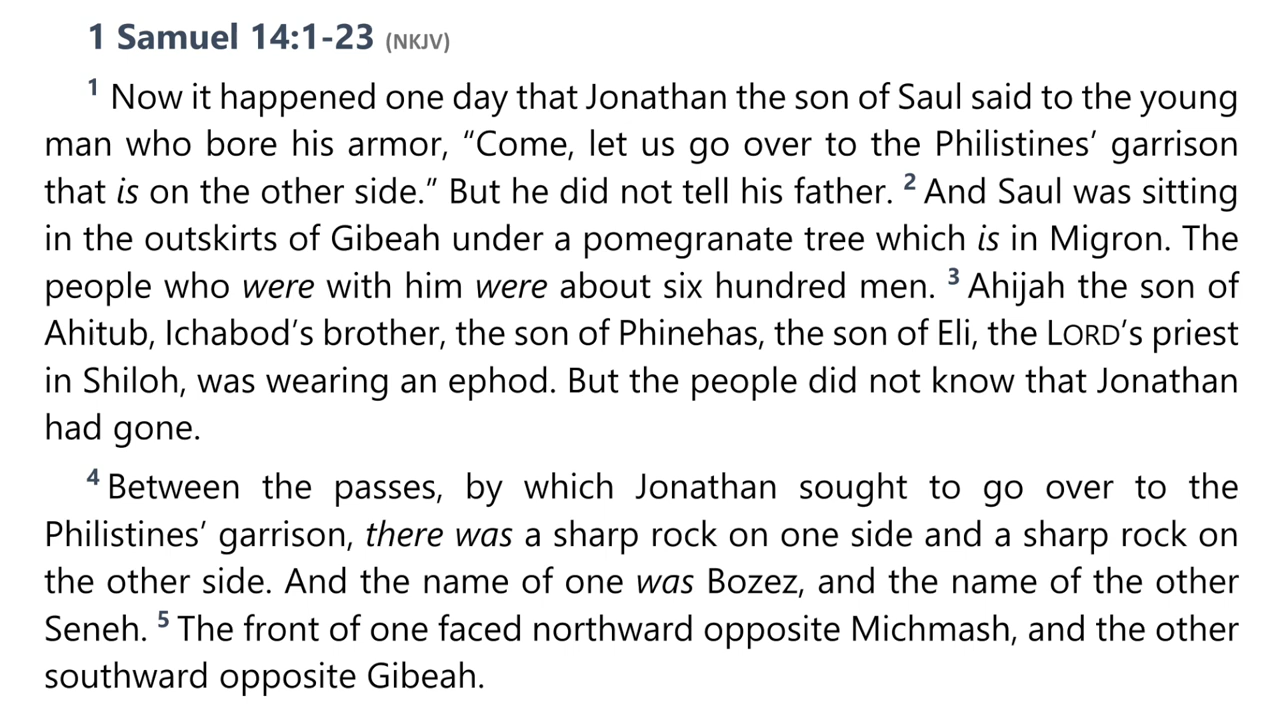 1 Samuel 14:1-23 (NKJV)
1 Now it happened one day that Jonathan the son of Saul said to the young
man who bore his armor, “Come, let us go over to the Philistines’ garrison
that is on the other side.” But he did not tell his father. 2 And Saul was sitting
in the outskirts of Gibeah under a pomegranate tree which is in Migron. The
people who were with him were about six hundred men. 3 Ahijah the son of
Ahitub, Ichabod’s brother, the son of Phinehas, the son of Eli, the LORD’s priest
in Shiloh, was wearing an ephod. But the people did not know that Jonathan
had gone.
4 Between the passes, by which Jonathan sought to go over to the
Philistines’ garrison, there was a sharp rock on one side and a sharp rock on
the other side. And the name of one was Bozez, and the name of the other
Seneh. 5 The front of one faced northward opposite Michmash, and the other
southward opposite Gibeah.